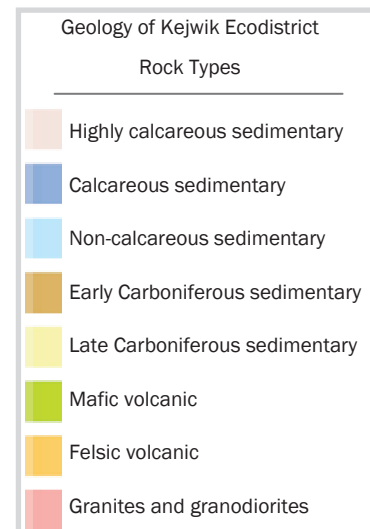 Geology of Kejwik Ecodistrict
Rock Types
Highly calcareous sedimentary
Calcareous sedimentary
Non-calcareous sedimentary
Early Carboniferous sedimentary
Late Carboniferous sedimentary
Mafic volcanic
Felsic volcanic
Granites and granodiorites